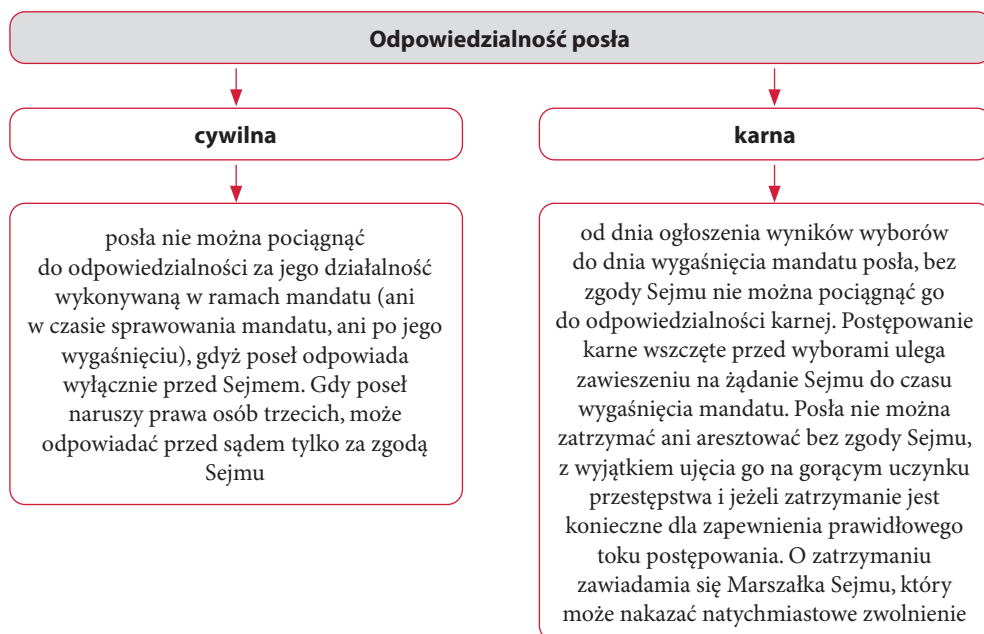 Odpowiedzialność posła
cywilna
posła nie można pociągnąć
do odpowiedzialności za jego działalność
wykonywaną w ramach mandatu (ani
w czasie sprawowania mandatu, ani po jego
wygaśnięciu), gdyż poseł odpowiada
wyłącznie przed Sejmem. Gdy poseł
naruszy prawa osób trzecich, może
odpowiadać przed sądem tylko za zgodą
Sejmu
karna
od dnia ogłoszenia wyników wyborów
do dnia wygaśnięcia mandatu posła, bez
zgody Sejmu nie można pociągnąć go
do odpowiedzialności karnej. Postępowanie
karne wszczęte przed wyborami ulega
zawieszeniu na żądanie Sejmu do czasu
wygaśnięcia mandatu. Posła nie można
zatrzymać ani aresztować bez zgody Sejmu,
z wyjątkiem ujęcia go na gorącym uczynku
przestępstwa i jeżeli zatrzymanie jest
konieczne dla zapewnienia prawidłowego
toku postępowania. O zatrzymaniu
zawiadamia się Marszałka Sejmu, który
może nakazać natychmiastowe zwolnienie